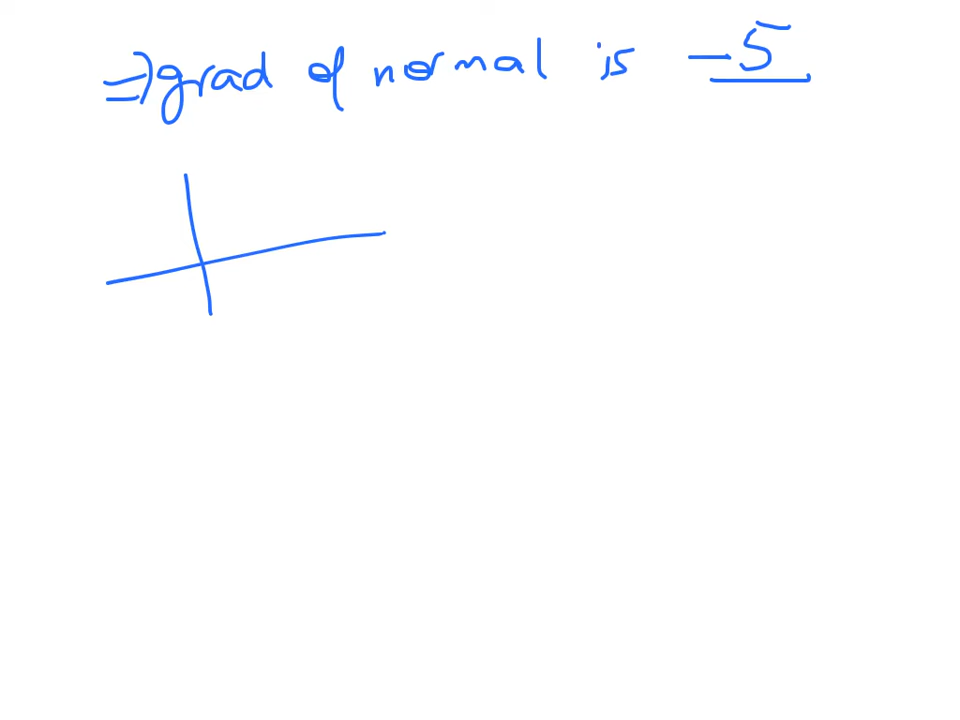 ⇒ grad of normal is -5